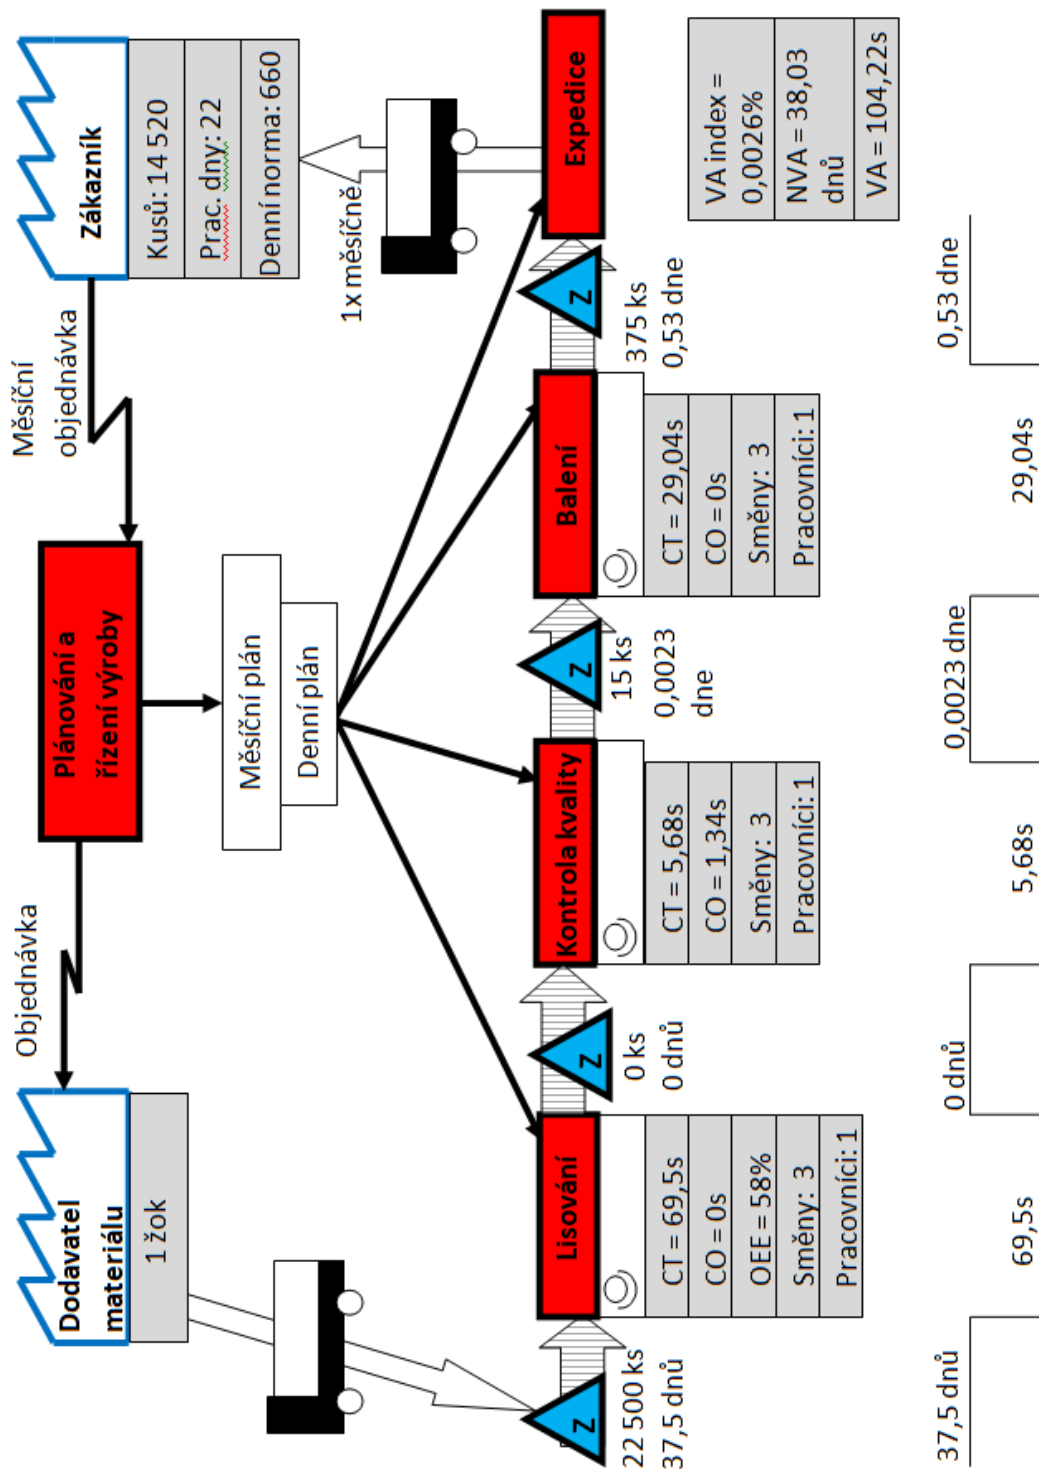 Dodavatel
materiálu
1 žok
Objednávka
Plánování a
řízení výroby
Měsíční
objednávka
Zákazník
Kusů: 14 520
Prac. dny: 22
Denní norma: 660
Měsíční plán
Denní plán
1x měsíčně
Z
22 500 ks
37,5 dnů
Lisování
CT = 69,5s
CO = 0s
OEE = 58%
Směny: 3
Pracovníci: 1
Z
0 ks
0 dnů
Kontrola kvality
CT = 5,68s
CO = 1,34s
Směny: 3
Pracovníci: 1
Z
15 ks
0,0023
dne
Balení
CT = 29,04s
CO = 0s
Směny: 3
Pracovníci: 1
Z
375 ks
0,53 dne
Expedice
VA index =
0,0026%
NVA = 38,03
dnů
VA = 104,22s
37,5 dnů
69,5s
0 dnů
5,68s
0,0023 dne
29,04s
0,53 dne